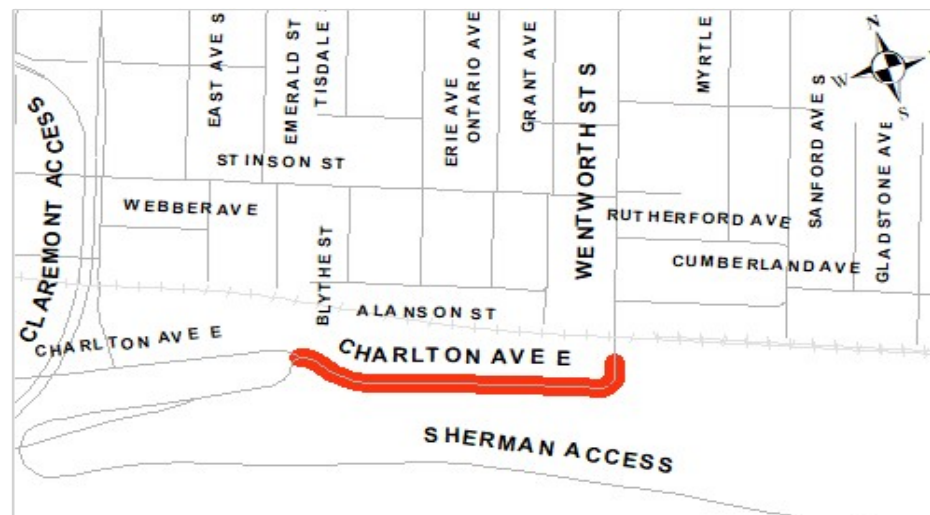 EAST AVE S
EMERALD ST
TISDALE
ERIE AVE
ONTARIO AVE
GRANT AVE
WENTWORTH ST S
MYRTLE
SANFORD AVE S
GLADSTONE AVE
N
W
S
CLAREMONT ACCESS
STINSON ST
WEBBER AVE
RUTHERFORD AVE
CUMBERLAND AVE
BLYTHE ST
ALANSON ST
CHARLTON AVE E
CHARLTON AVE E
SHERMAN ACCESS